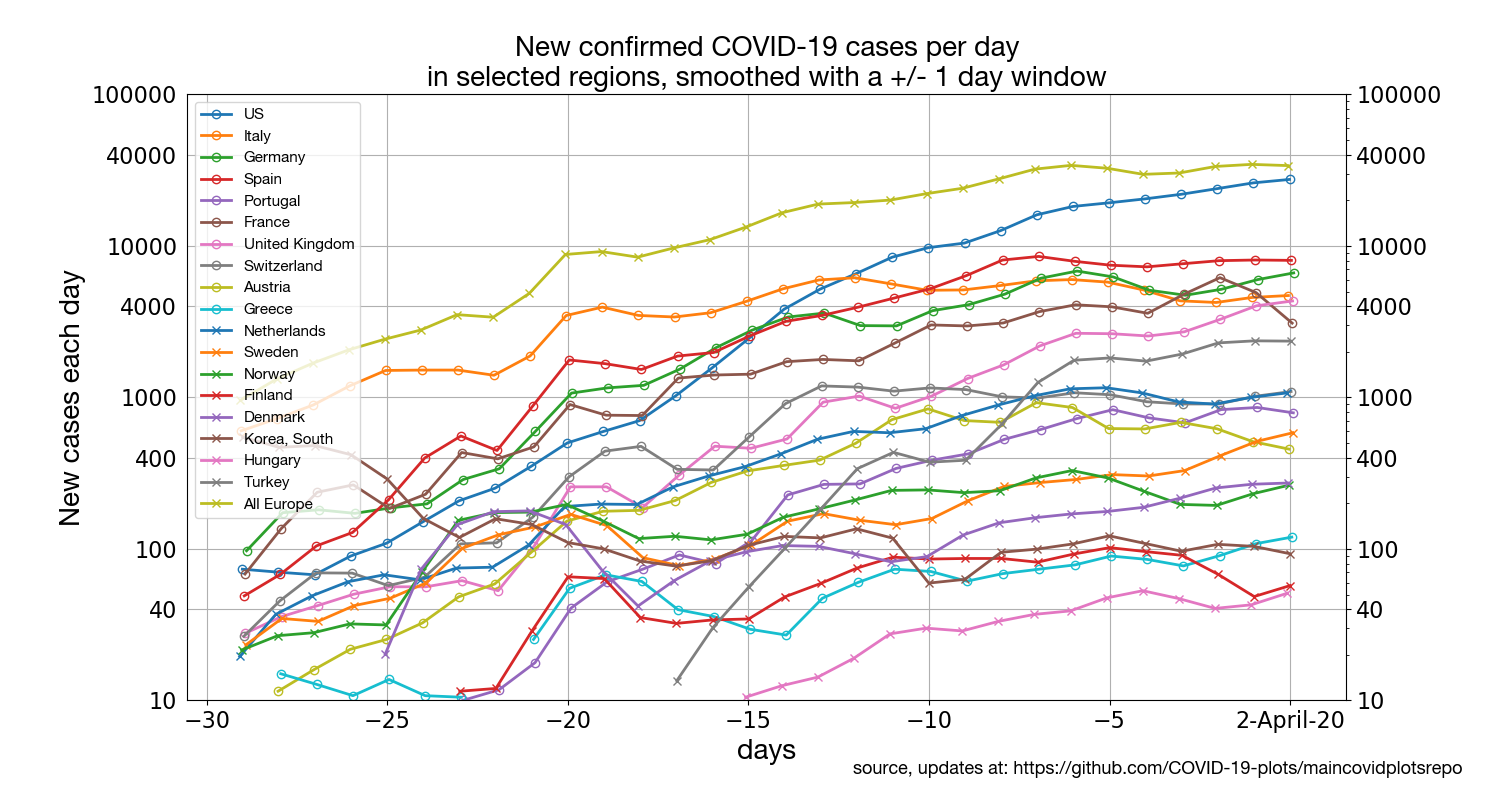 New confirmed COVID-19 cases per day
in selected regions, smoothed with a +/- 1 day window
100000
40000
10000
4000
1000
400
100
40
10
New cases each day
US
Italy
Germany
Spain
Portugal
France
United Kingdom
Switzerland
Austria
Greece
Netherlands
Sweden
Norway
Finland
Denmark
Korea, South
Hungary
Turkey
All Europe
100000
40000
10000
4000
1000
400
100
40
10
−30 −25 −20 −15 −10 −5 2-April-20
days
source, updates at: https://github.com/COVID-19-plots/maincovidplotsrepo